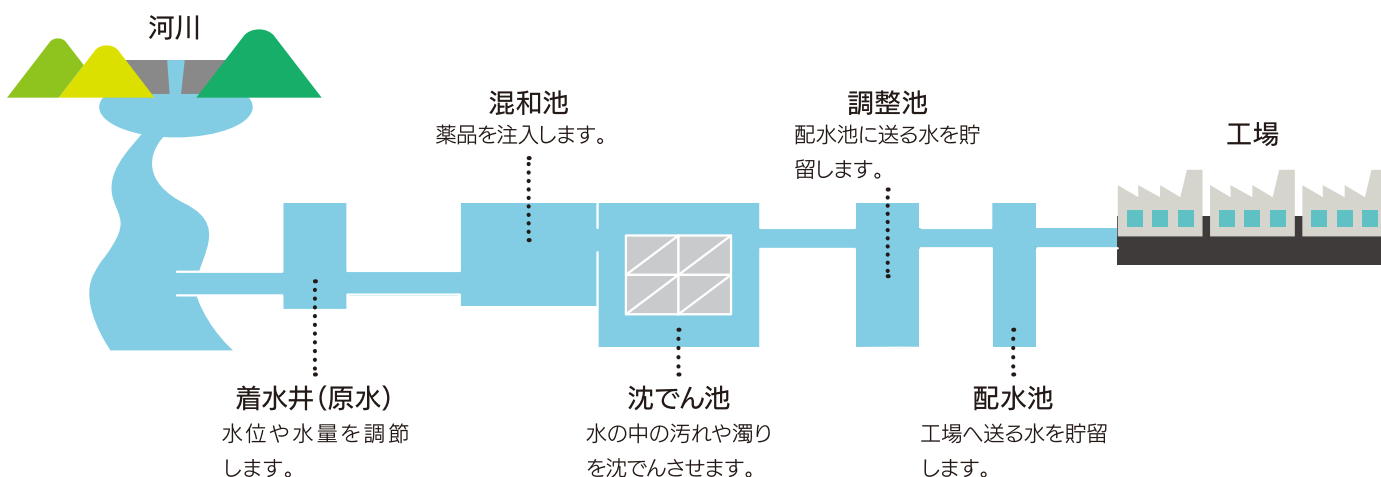 河川
混和池
薬品を注入します。
調整池
配水池に送る水を貯
留します。
工場
着水井（原水）
水位や水量を調節
します。
沈でん池
水の中の汚れや濁り
を沈でんさせます。
配水池
工場へ送る水を貯留
します。